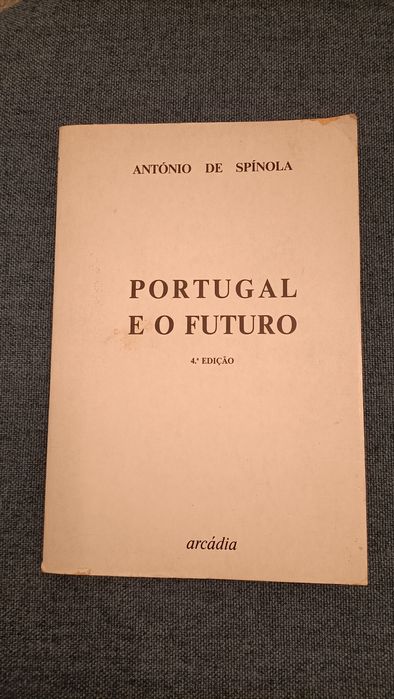 ANTÓNIO DE SPÍNOLA
PORTUGAL
E O FUTURO
4.ª EDIÇÃO
arcádia